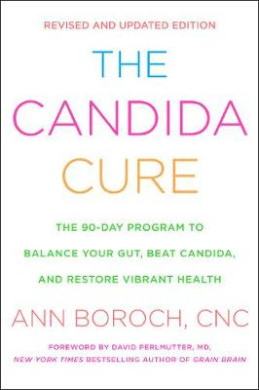 REVISED AND UPDATED EDITION
THE
CANDIDA
CURE
THE 90-DAY PROGRAM TO
BALANCE YOUR GUT, BEAT CANDIDA,
AND RESTORE VIBRANT HEALTH
ANN BOROCH, CNC
FOREWORD BY DAVID PERLMUTTER, MD,
NEW YORK TIMES BESTSELLING AUTHOR OF GRAIN BRAIN